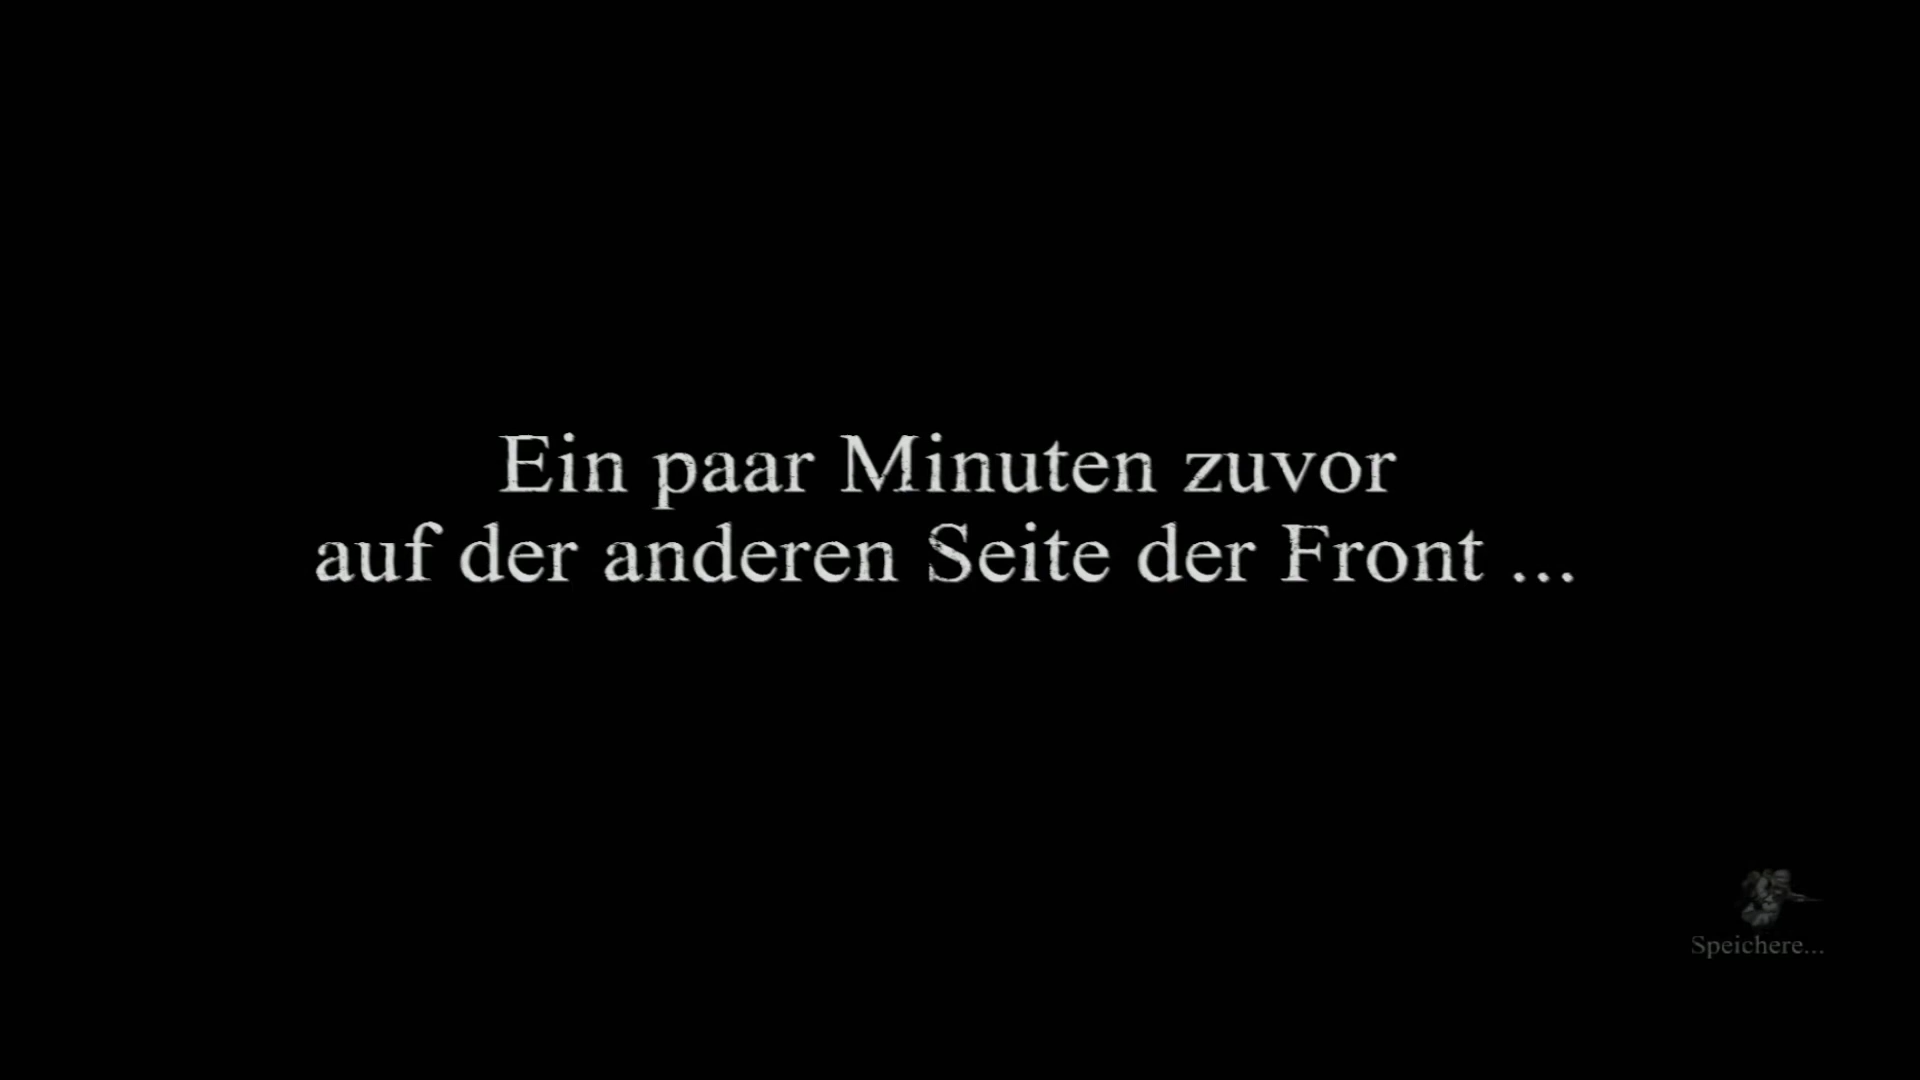 Ein paar Minuten zuvor
auf der anderen Seite der Front ...
Speichere...